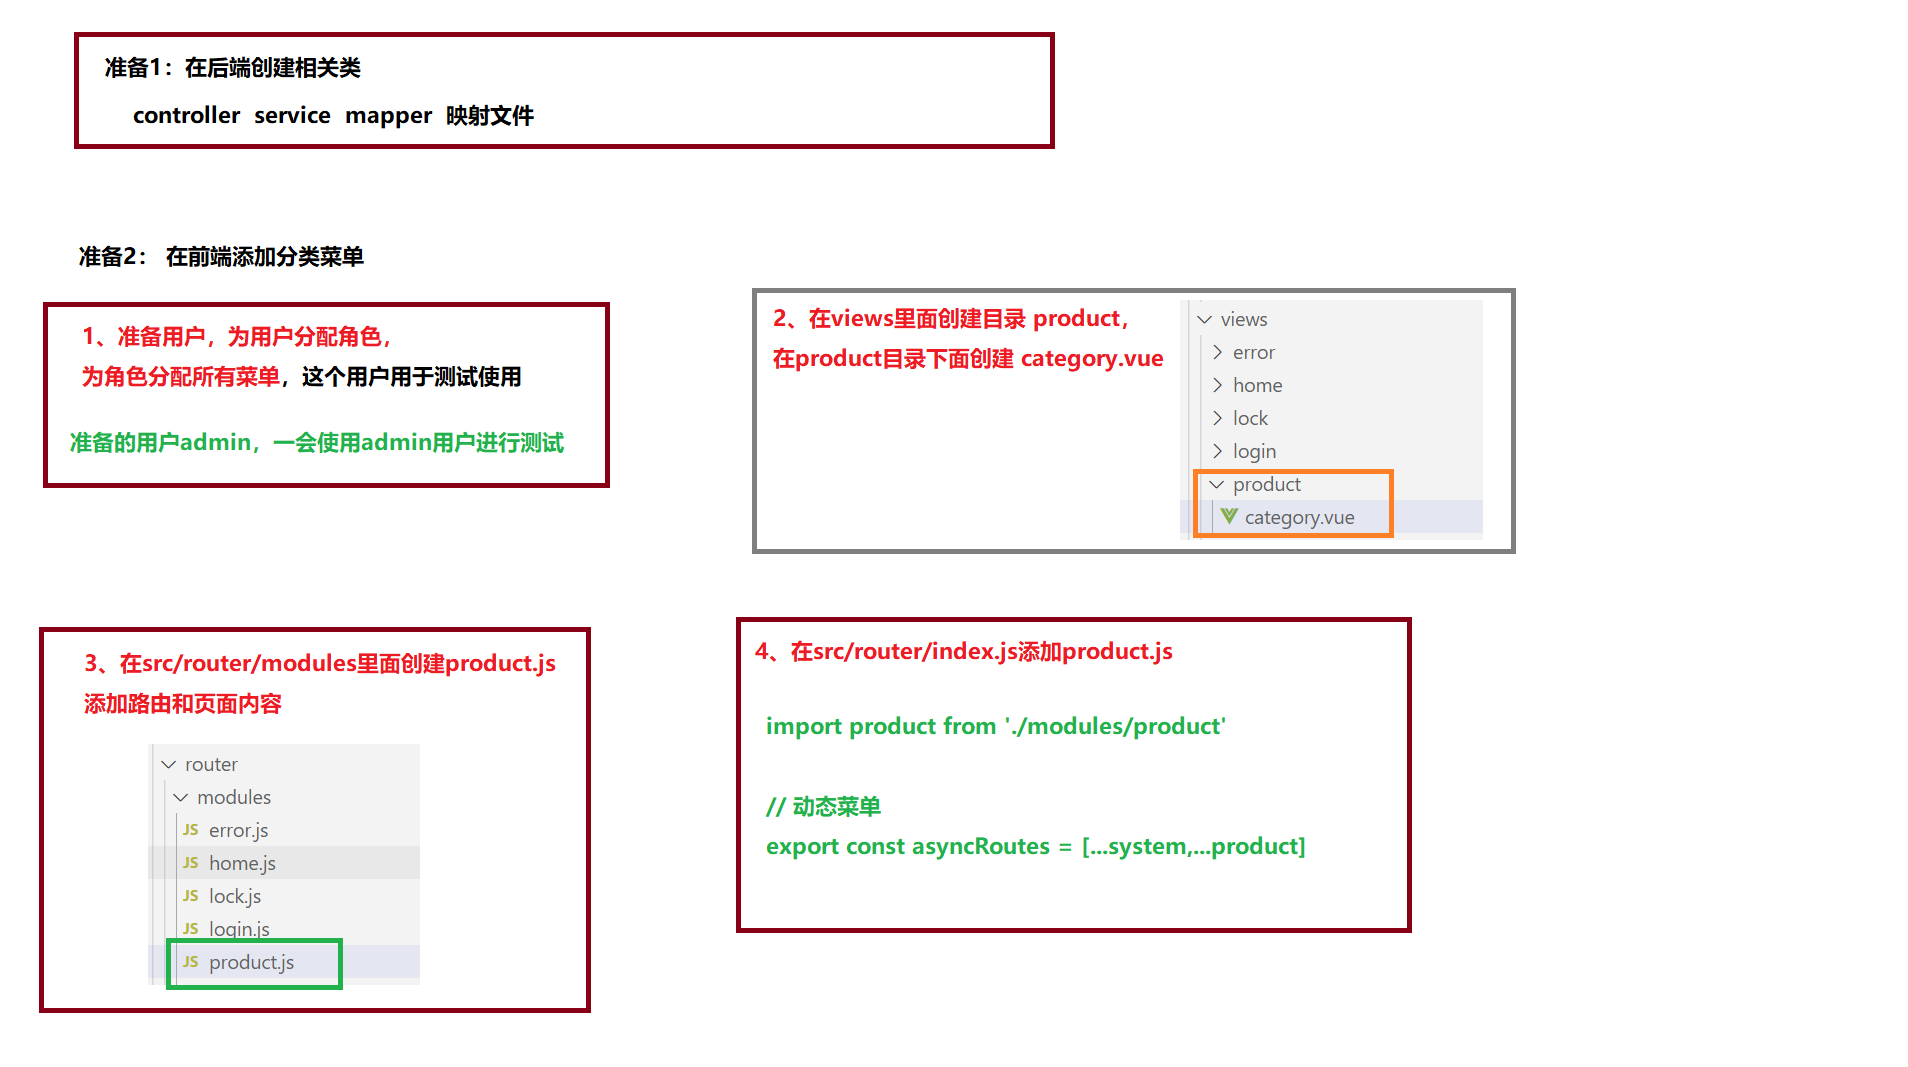 准备1：在后端创建相关类
controller service mapper 映射文件
准备2： 在前端添加分类菜单
1、准备用户，为用户分配角色，
为角色分配所有菜单，这个用户用于测试使用
准备的用户admin，一会使用admin用户进行测试
2、在views里面创建目录 product，
在product目录下面创建 category.vue
views
error
home
lock
login
product
category.vue
3、在src/router/modules里面创建product.js
添加路由和页面内容
router
modules
JS error.js
JS home.js
JS lock.js
JS login.js
JS product.js
4、在src/router/index.js添加product.js
import product from './modules/product'
// 动态菜单
export const asyncRoutes = [...system,...product]